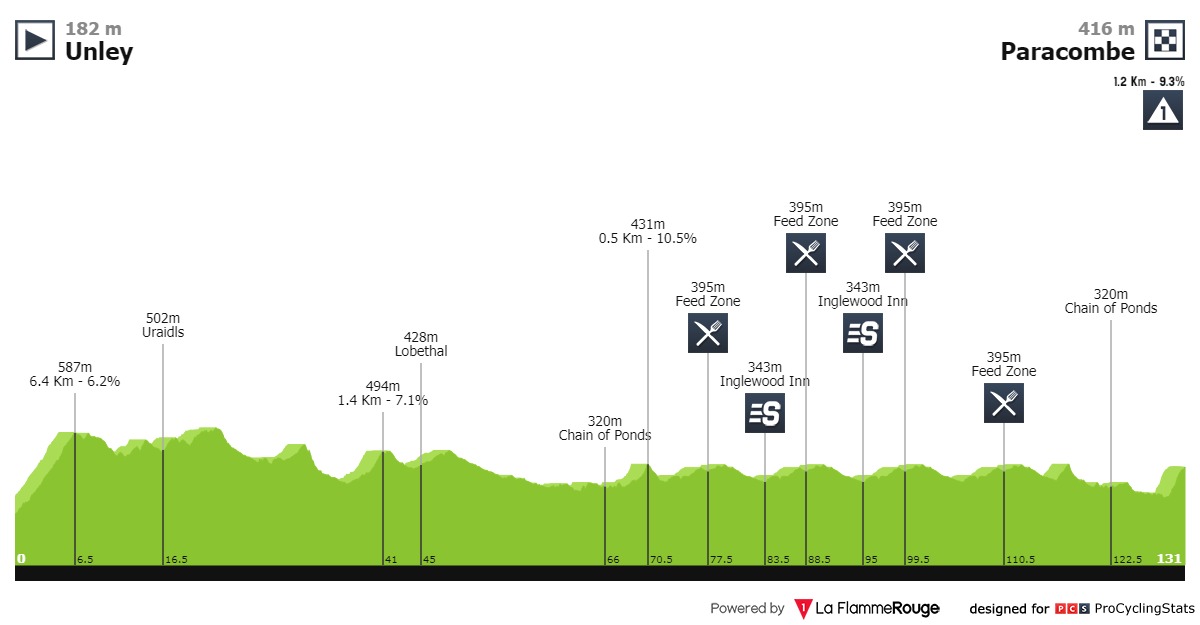 182 m
Unley
416 m
Paracombe
1.2 Km - 9.3%
1
395m
Feed Zone
395m
Feed Zone
431m
0.5 Km - 10.5%
395m
Feed Zone
343m
Inglewood Inn
S
320m
Chain of Ponds
502m
Uraidls
428m
Lobethal
587m
6.4 Km - 6.2%
494m
1.4 Km - 7.1%
343m
Inglewood Inn
S
395m
Feed Zone
320m
Chain of Ponds
0
6.5
16.5
41
45
66
70.5
77.5
83.5
88.5
95
99.5
110.5
122.5
131
Powered by 1 La FlammeRouge designed for PCS ProCyclingStats